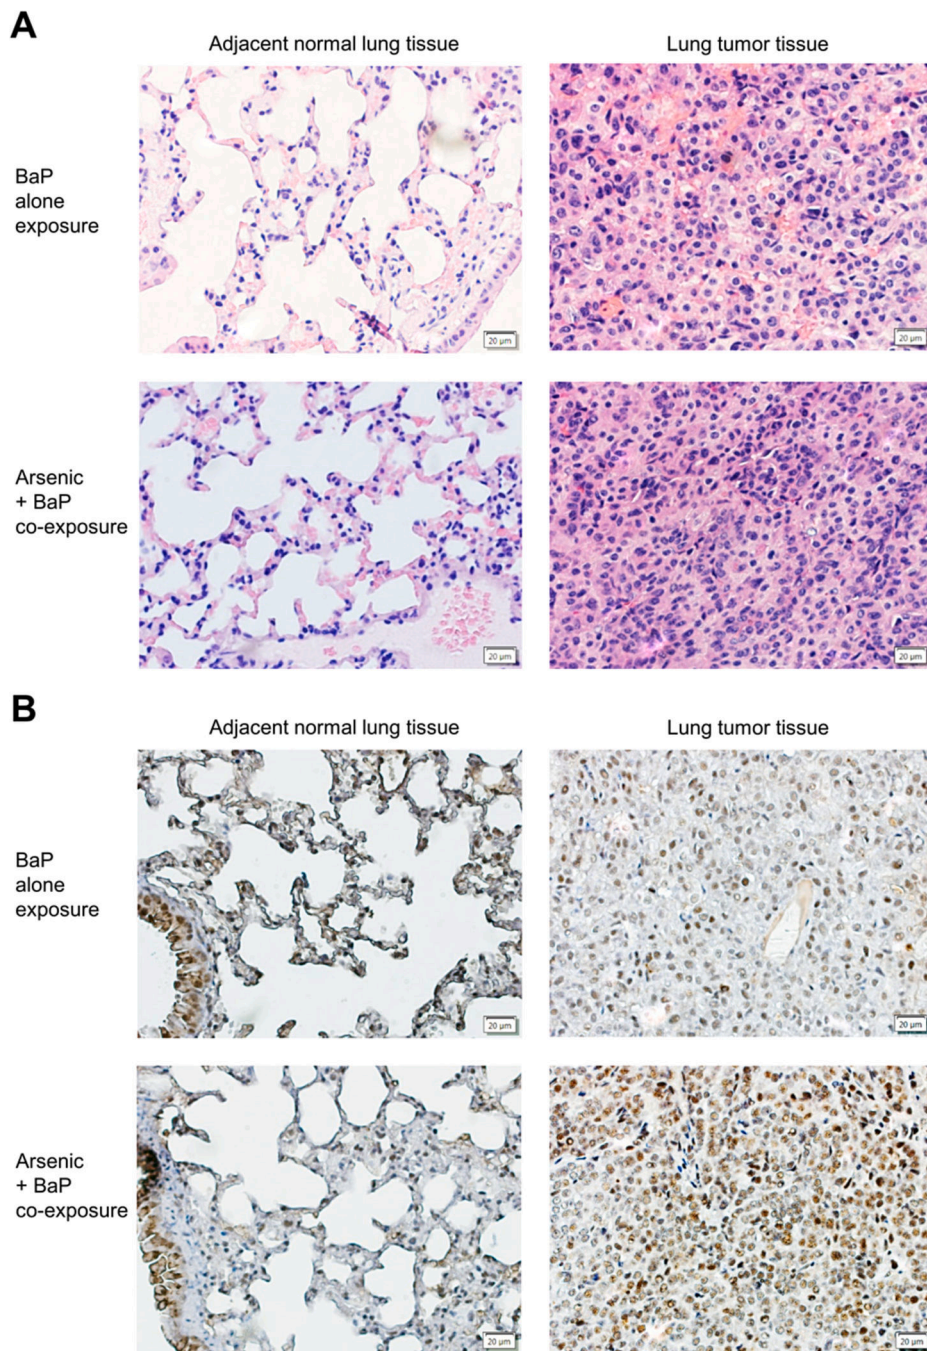 A
Adjacent normal lung tissue
Lung tumor tissue
BaP
alone
exposure
20 µm
20 µm
Arsenic
+ BaP
co-exposure
20 µm
20 µm
B
Adjacent normal lung tissue
Lung tumor tissue
BaP
alone
exposure
20 µm
20 µm
Arsenic
+ BaP
co-exposure
20 µm
20 µm